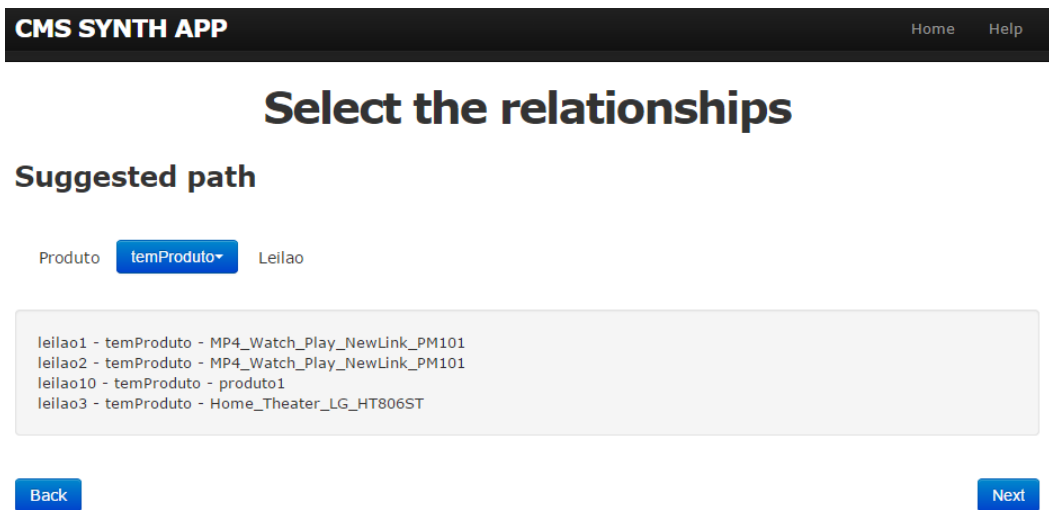 CMS SYNTH APP Home Help
Select the relationships
Suggested path
Produto temProduto Leilao
leilao1 - temProduto - MP4_Watch_Play_NewLink_PM101
leilao2 - temProduto - MP4_Watch_Play_NewLink_PM101
leilao10 - temProduto - produto1
leilao3 - temProduto - Home_Theater_LG_HT806ST
Back Next